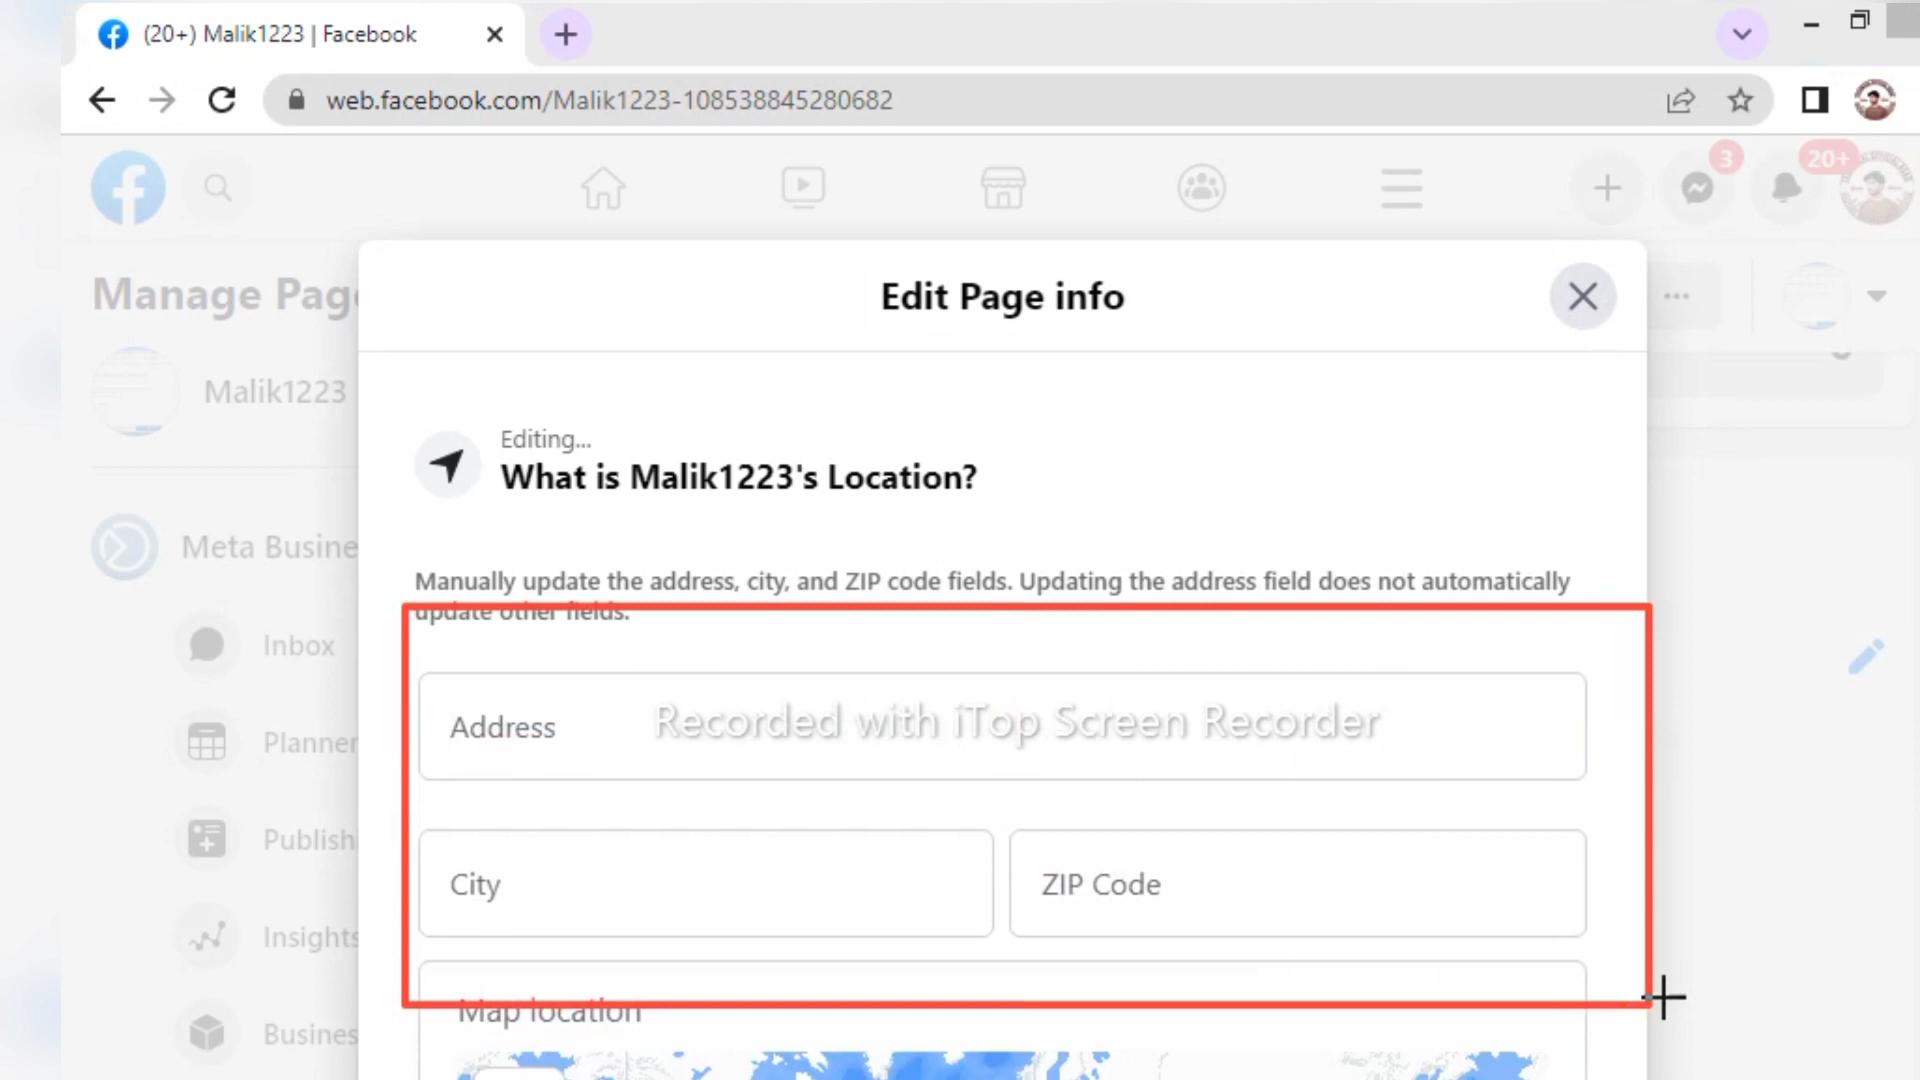 (20+) Malik1223 | Facebook
web.facebook.com/Malik1223-108538845280682
3
20+
Manage Page
Edit Page info
Malik1223
Editing...
What is Malik1223's Location?
Meta Busine
Manually update the address, city, and ZIP code fields. Updating the address field does not automatically
update other fields.
Inbox
Address
Recorded with iTop Screen Recorder
Planner
Publishi
City
ZIP Code
Insights
Map location
Busines